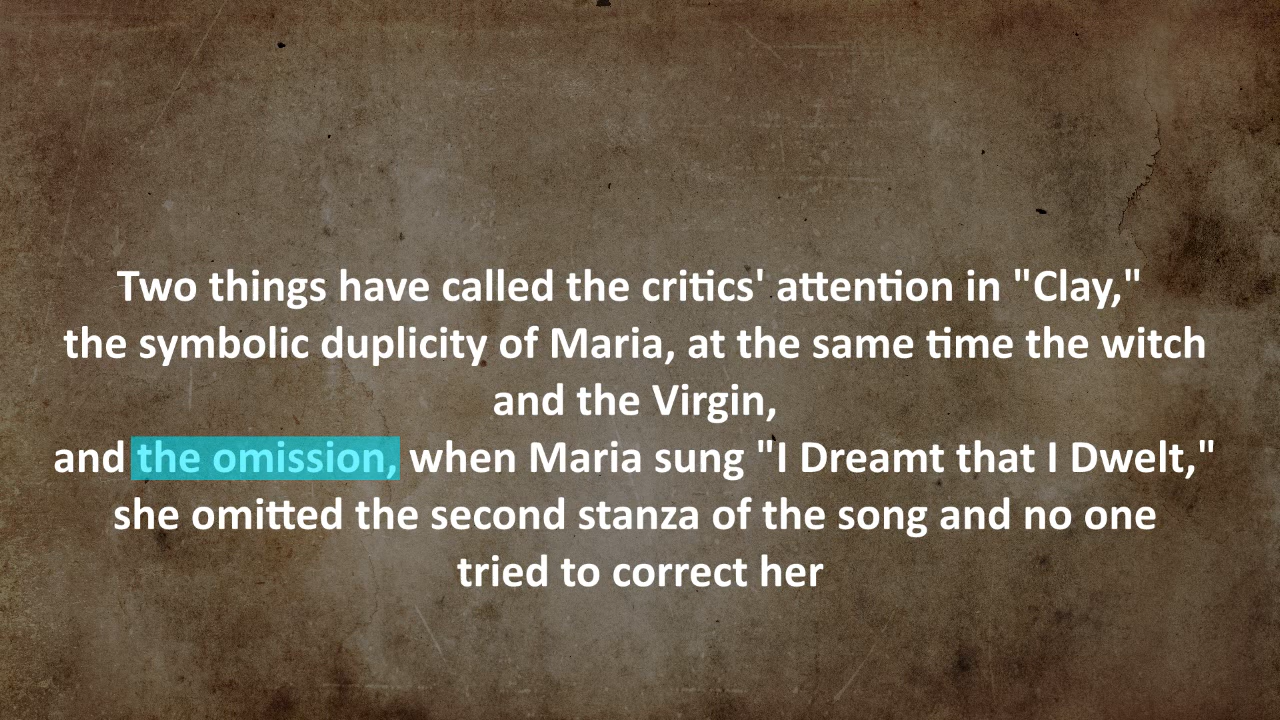 Two things have called the critics' attention in "Clay,"
the symbolic duplicity of Maria, at the same time the witch
and the Virgin,
and the omission, when Maria sung "I Dreamt that I Dwelt,"
she omitted the second stanza of the song and no one
tried to correct her